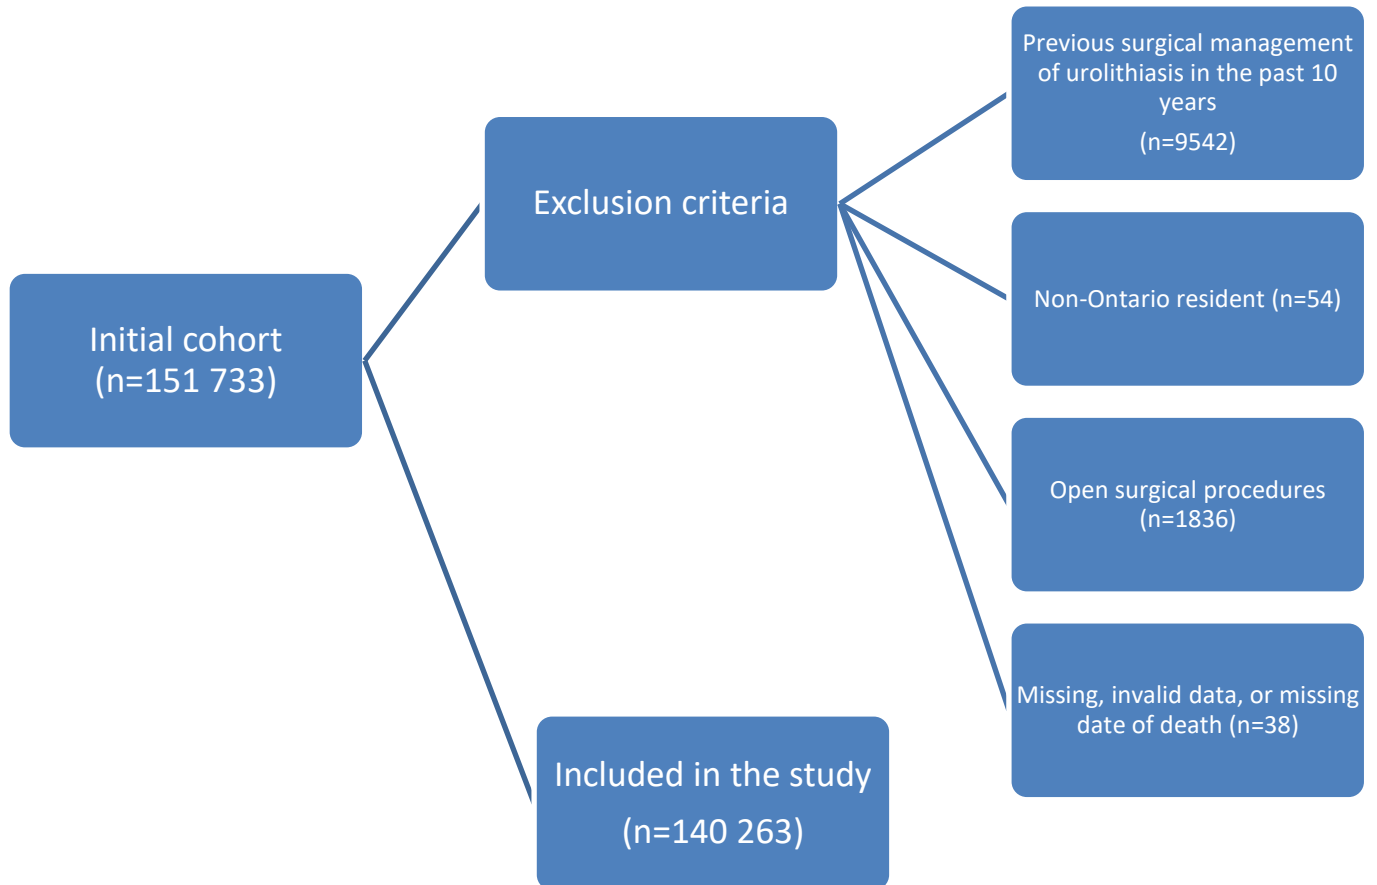 Initial cohort
(n=151 733)
Exclusion criteria
Previous surgical management
of urolithiasis in the past 10
years
(n=9542)
Non-Ontario resident (n=54)
Open surgical procedures
(n=1836)
Missing, invalid data, or missing
date of death (n=38)
Included in the study
(n=140 263)